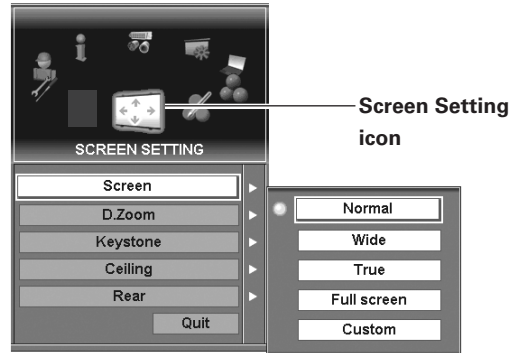 Screen Setting
icon
SCREEN SETTING
Screen
D.Zoom
Keystone
Ceiling
Rear
Quit
Normal
Wide
True
Full screen
Custom